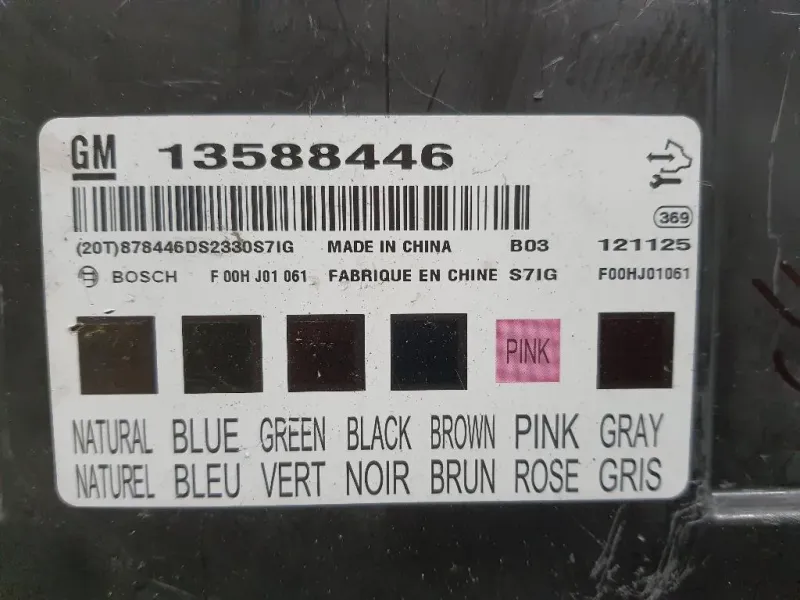 GM 13588446
369
(20T)878446DS2330S7IG MADE IN CHINA B03 121125
BOSCH F 00H J01 061 FABRIQUE EN CHINE S7IG F00HJ01061
PINK
NATURAL BLUE GREEN BLACK BROWN PINK GRAY
NATUREL BLEU VERT NOIR BRUN ROSE GRIS